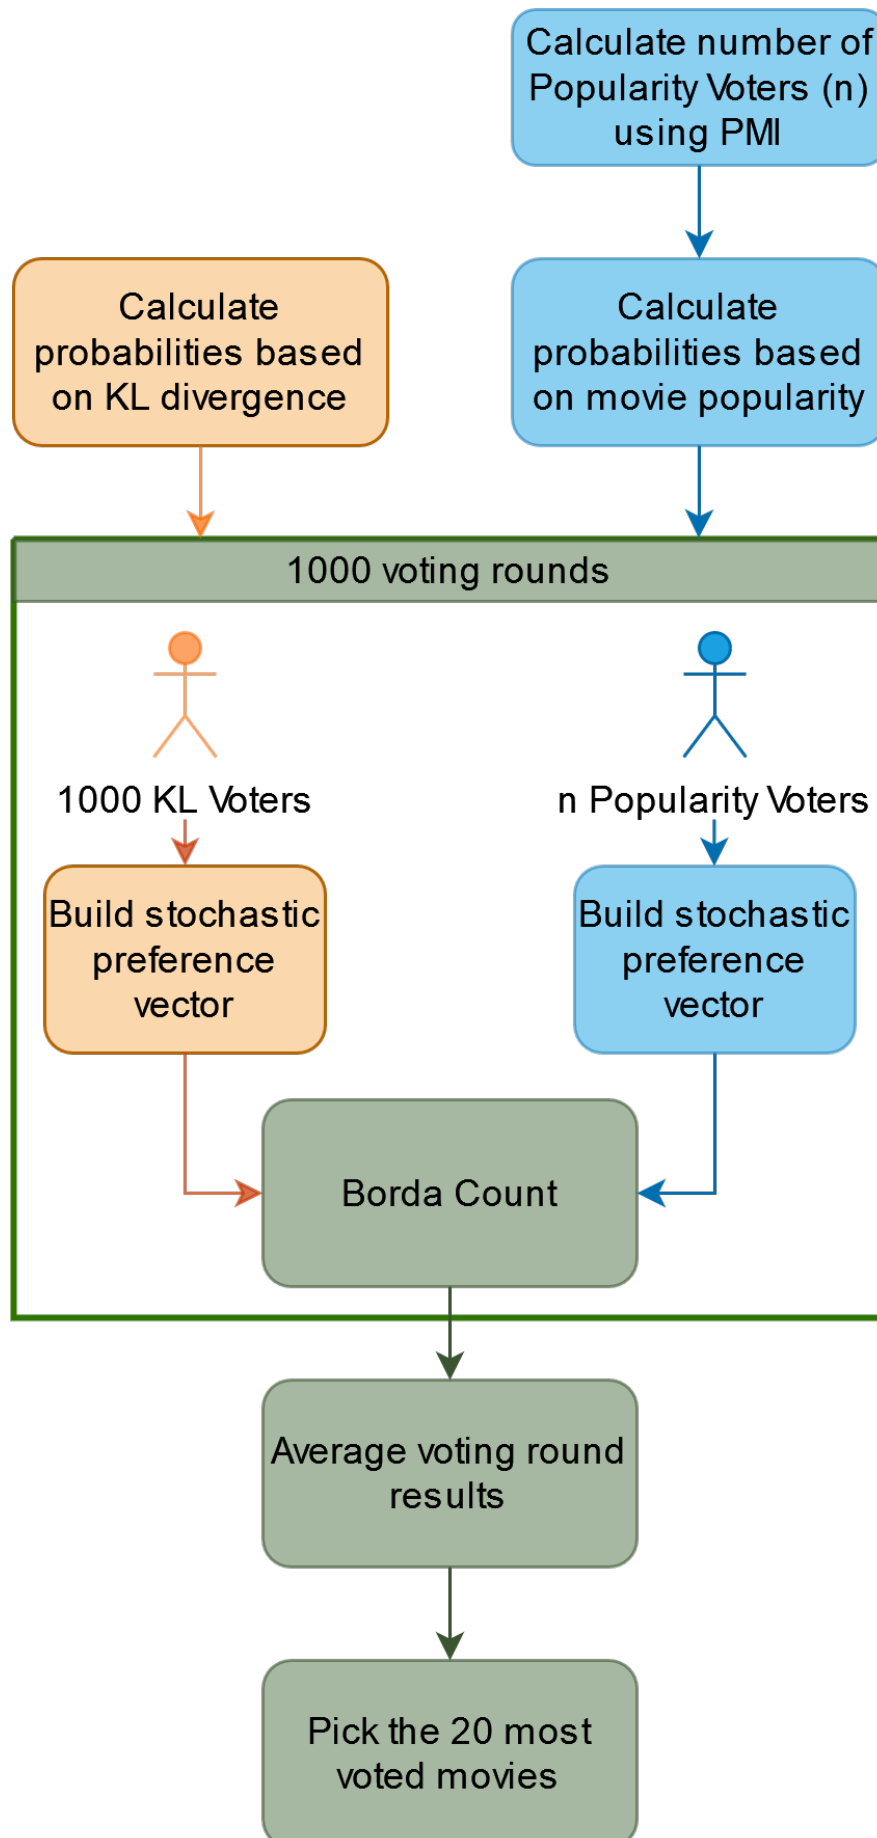 Calculate number of
Popularity Voters (n)
using PMI
Calculate
probabilities based
on KL divergence
Calculate
probabilities based
on movie popularity
1000 voting rounds
1000 KL Voters
n Popularity Voters
Build stochastic
preference
vector
Build stochastic
preference
vector
Borda Count
Average voting round
results
Pick the 20 most
voted movies